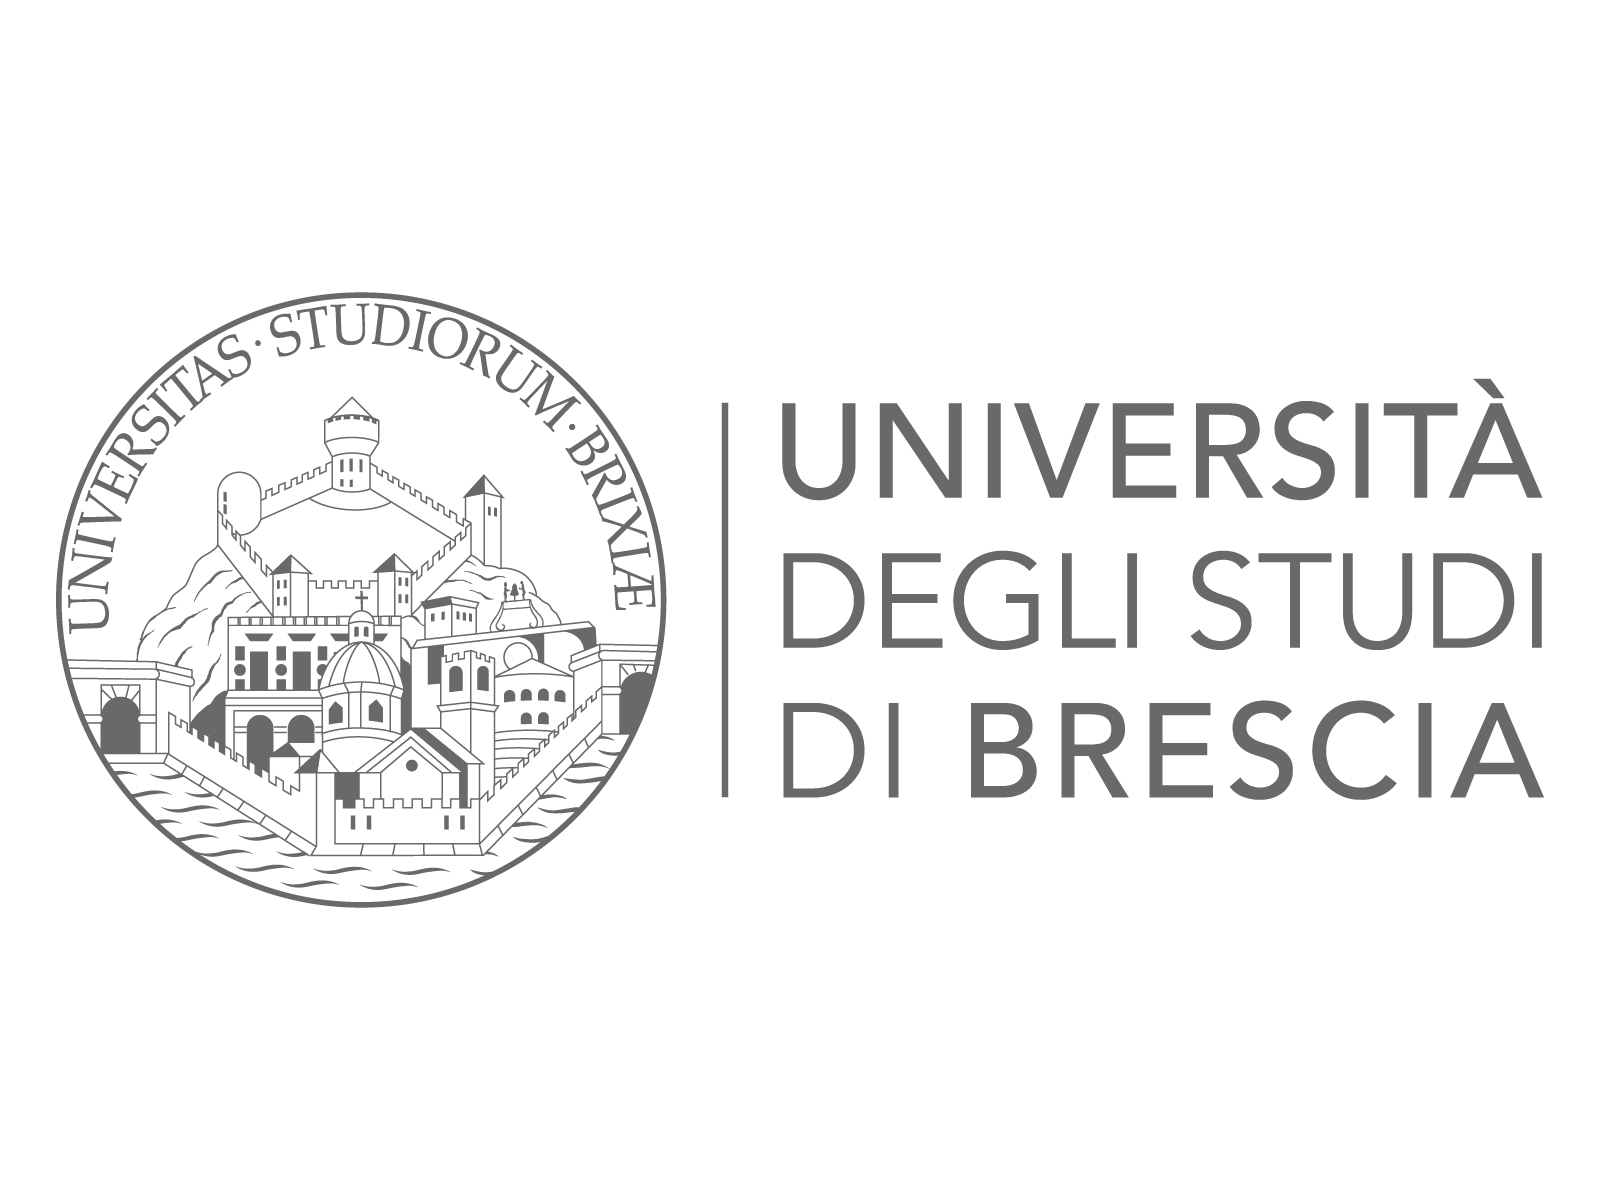 UNIVERSITAS · STUDIORUM · BRIXIÆ
UNIVERSITÀ
DEGLI STUDI
DI BRESCIA